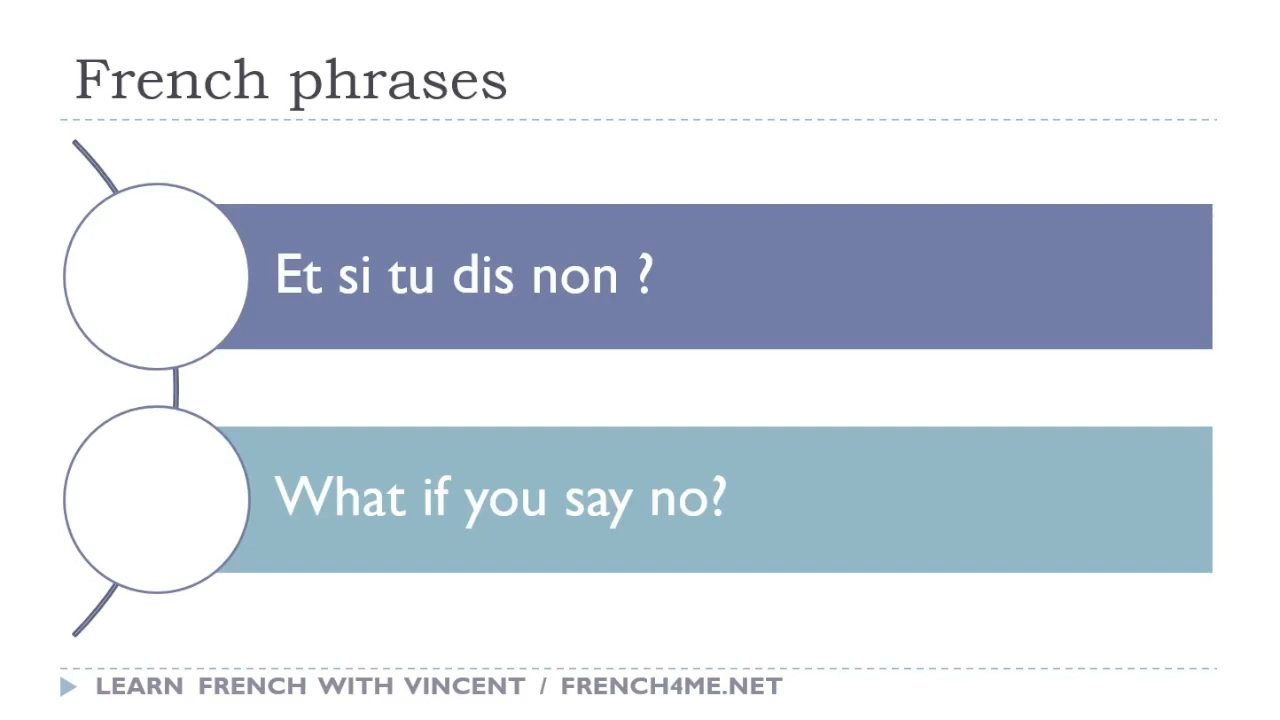 French phrases
Et si tu dis non ?
What if you say no?
LEARN FRENCH WITH VINCENT / FRENCH4ME.NET